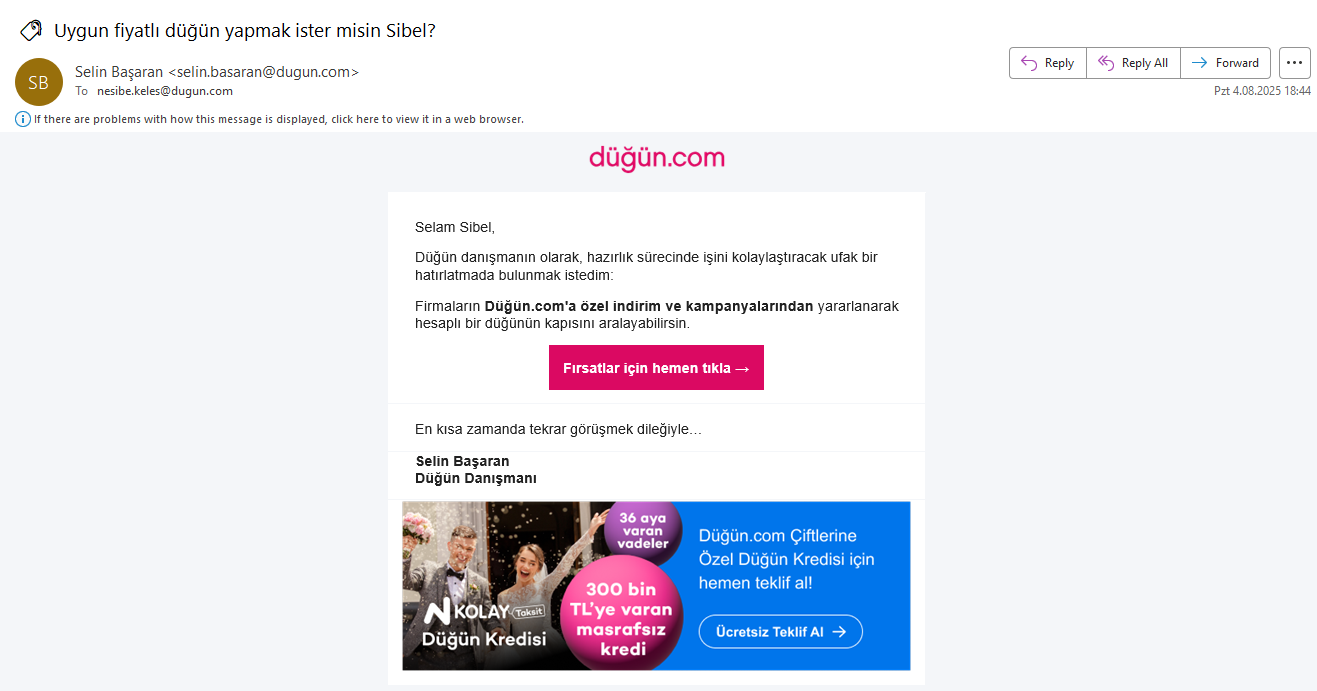 Uygun fiyatlı düğün yapmak ister misin Sibel?
SB
Selin Başaran <selin.basaran@dugun.com>
To nesibe.keles@dugun.com
Reply
Reply All
Forward
Pzt 4.08.2025 18:44
If there are problems with how this message is displayed, click here to view it in a web browser.
düğün.com
Selam Sibel,
Düğün danışmanın olarak, hazırlık sürecinde işini kolaylaştıracak ufak bir
hatırlatmada bulunmak istedim:
Firmaların Düğün.com'a özel indirim ve kampanyalarından yararlanarak
hesaplı bir düğünün kapısını aralayabilirsin.
Fırsatlar için hemen tıkla →
En kısa zamanda tekrar görüşmek dileğiyle…
Selin Başaran
Düğün Danışmanı
36 aya
varan
vadeler
300 bin
TL'ye varan
masrafsız
kredi
N KOLAY Taksit
Düğün Kredisi
Düğün.com Çiftlerine
Özel Düğün Kredisi için
hemen teklif al!
Ücretsiz Teklif Al →